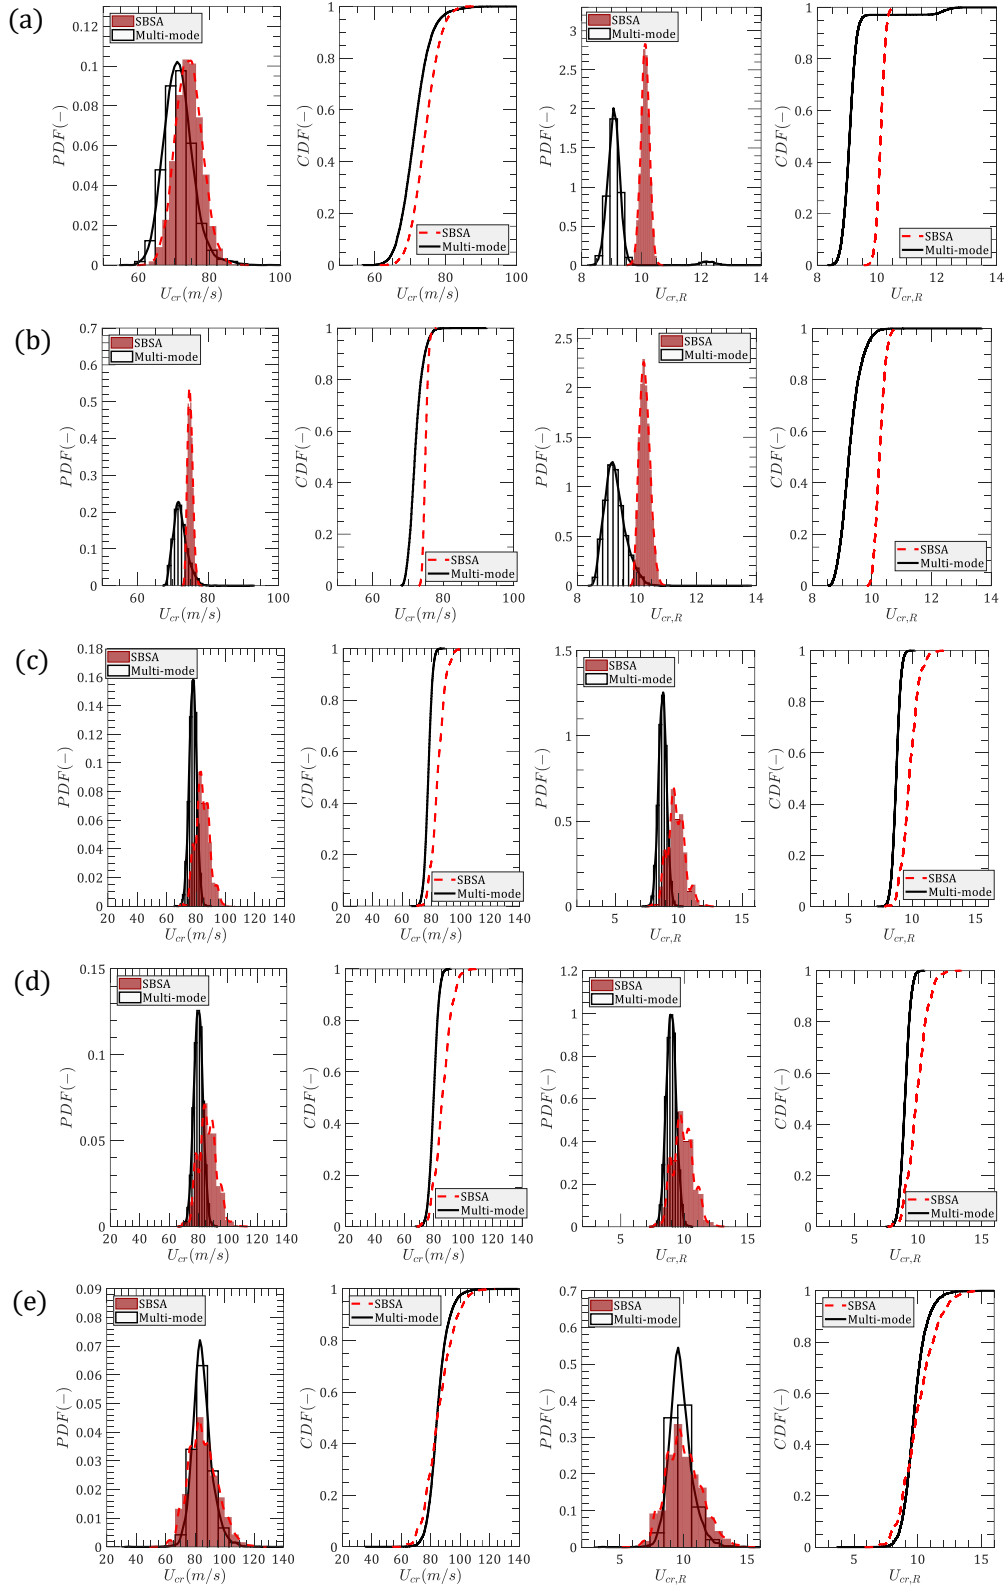 (a)
PDF(−)
0.13
0.12
0.1
0.08
0.06
0.04
0.02
0
SBSA
Multi-mode
60 80 100
U_cr(m/s)
CDF(−)
1
0.8
0.6
0.4
0.2
0
SBSA
Multi-mode
60 80 100
U_cr(m/s)
PDF(−)
3
2.5
2
1.5
1
0.5
0
SBSA
Multi-mode
8 10 12 14
U_cr,R
CDF(−)
1
0.8
0.6
0.4
0.2
0
SBSA
Multi-mode
8 10 12 14
U_cr,R
(b)
PDF(−)
0.7
0.6
0.5
0.4
0.3
0.2
0.1
0
SBSA
Multi-mode
60 80 100
U_cr(m/s)
CDF(−)
1
0.8
0.6
0.4
0.2
0
SBSA
Multi-mode
60 80 100
U_cr(m/s)
PDF(−)
2.5
2
1.5
1
0.5
0
SBSA
Multi-mode
8 10 12 14
U_cr,R
CDF(−)
1
0.8
0.6
0.4
0.2
0
SBSA
Multi-mode
8 10 12 14
U_cr,R
(c)
PDF(−)
0.18
0.16
0.14
0.12
0.1
0.08
0.06
0.04
0.02
0
SBSA
Multi-mode
20 40 60 80 100 120 140
U_cr(m/s)
CDF(−)
1
0.8
0.6
0.4
0.2
0
SBSA
Multi-mode
20 40 60 80 100 120 140
U_cr(m/s)
PDF(−)
1.5
1
0.5
0
SBSA
Multi-mode
5 10 15
U_cr,R
CDF(−)
1
0.8
0.6
0.4
0.2
0
SBSA
Multi-mode
5 10 15
U_cr,R
(d)
PDF(−)
0.15
0.1
0.05
0
SBSA
Multi-mode
20 40 60 80 100 120 140
U_cr(m/s)
CDF(−)
1
0.8
0.6
0.4
0.2
0
SBSA
Multi-mode
20 40 60 80 100 120 140
U_cr(m/s)
PDF(−)
1.2
1
0.8
0.6
0.4
0.2
0
SBSA
Multi-mode
5 10 15
U_cr,R
CDF(−)
1
0.8
0.6
0.4
0.2
0
SBSA
Multi-mode
5 10 15
U_cr,R
(e)
PDF(−)
0.09
0.08
0.07
0.06
0.05
0.04
0.03
0.02
0.01
0
SBSA
Multi-mode
20 40 60 80 100 120 140
U_cr(m/s)
CDF(−)
1
0.8
0.6
0.4
0.2
0
SBSA
Multi-mode
20 40 60 80 100 120 140
U_cr(m/s)
PDF(−)
0.7
0.6
0.5
0.4
0.3
0.2
0.1
0
SBSA
Multi-mode
5 10 15
U_cr,R
CDF(−)
1
0.8
0.6
0.4
0.2
0
SBSA
Multi-mode
5 10 15
U_cr,R